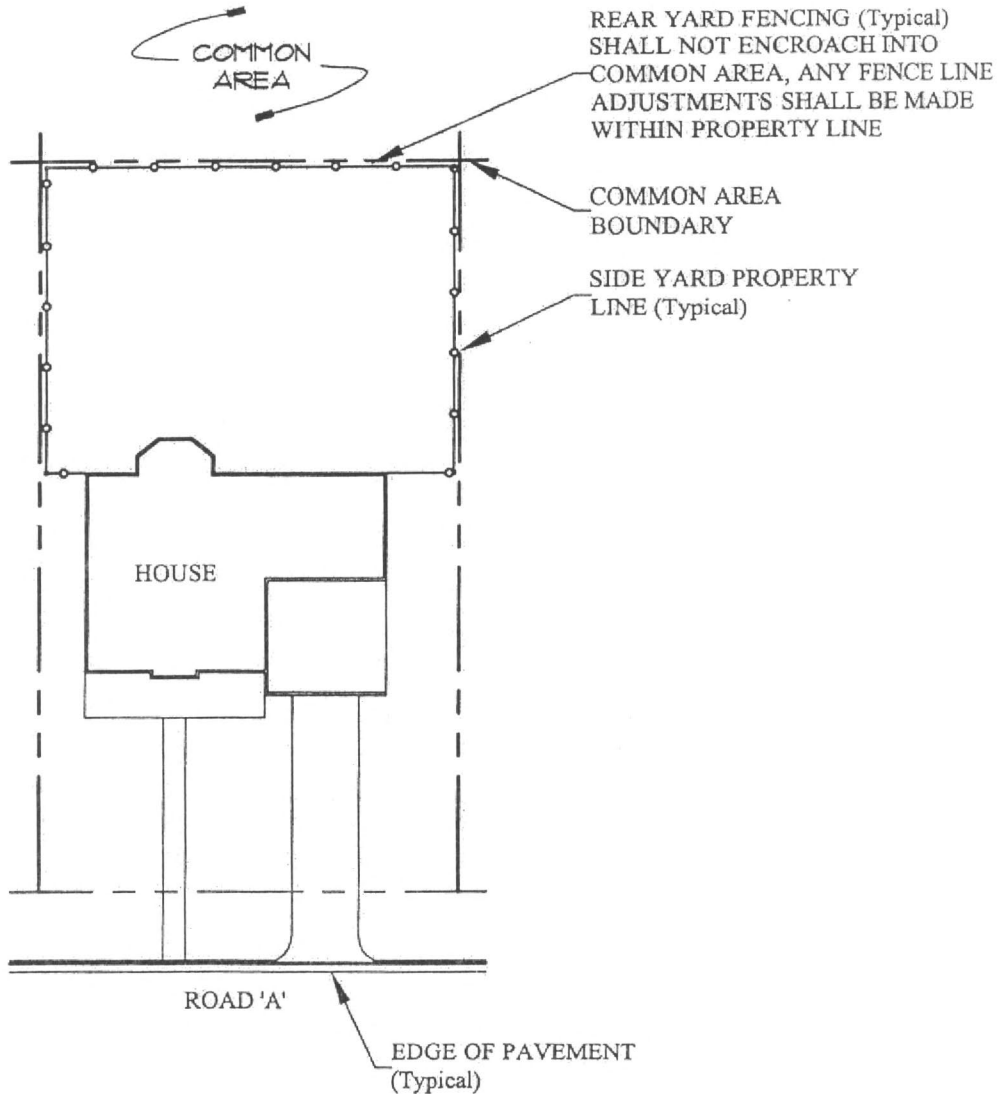 COMMON
AREA
REAR YARD FENCING (Typical)
SHALL NOT ENCROACH INTO
COMMON AREA, ANY FENCE LINE
ADJUSTMENTS SHALL BE MADE
WITHIN PROPERTY LINE
COMMON AREA
BOUNDARY
SIDE YARD PROPERTY
LINE (Typical)
HOUSE
ROAD 'A'
EDGE OF PAVEMENT
(Typical)